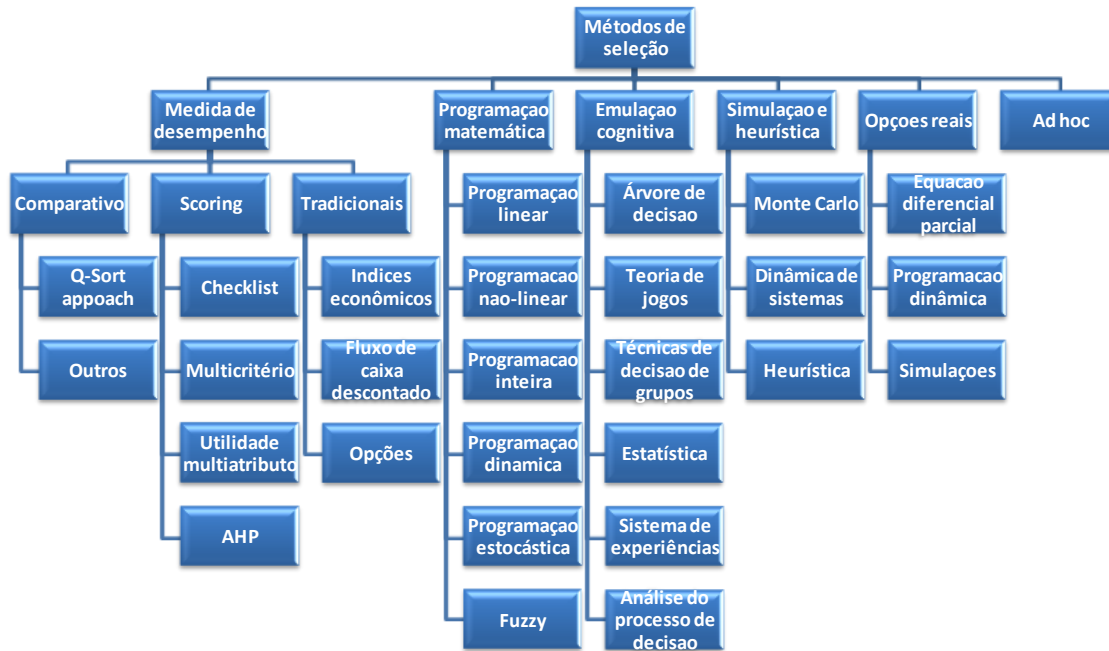 Métodos de
seleção
Medida de
desempenho
Programaçao
matemática
Emulaçao
cognitiva
Simulaçao e
heurística
Opçoes reais
Ad hoc
Comparativo
Scoring
Tradicionais
Programaçao
linear
Árvore de
decisao
Monte Carlo
Equacao
diferencial
parcial
Q-Sort
appoach
Checklist
Indices
econômicos
Programacao
nao-linear
Teoria de
jogos
Dinâmica de
sistemas
Programacao
dinâmica
Outros
Multicritério
Fluxo de
caixa
descontado
Programacao
inteira
Técnicas de
decisao de
grupos
Heurística
Simulaçoes
Utilidade
multiatributo
Opções
Programaçao
dinamica
Estatística
AHP
Programaçao
estocástica
Sistema de
experiências
Fuzzy
Análise do
processo de
decisao